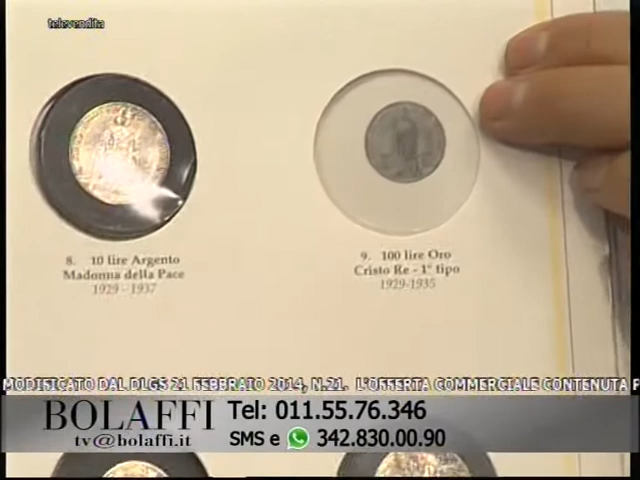 televendita
8. 10 lire Argento
Madonna della Pace
1929 - 1937
9. 100 lire Oro
Cristo Re - 1° tipo
1929-1935
MODIFICATO DAL DLGS 21 FEBBRAIO 2014, N.21. L'OFFERTA COMMERCIALE CONTENUTA P
BOLAFFI
tv@bolaffi.it
Tel: 011.55.76.346
SMS e 342.830.00.90